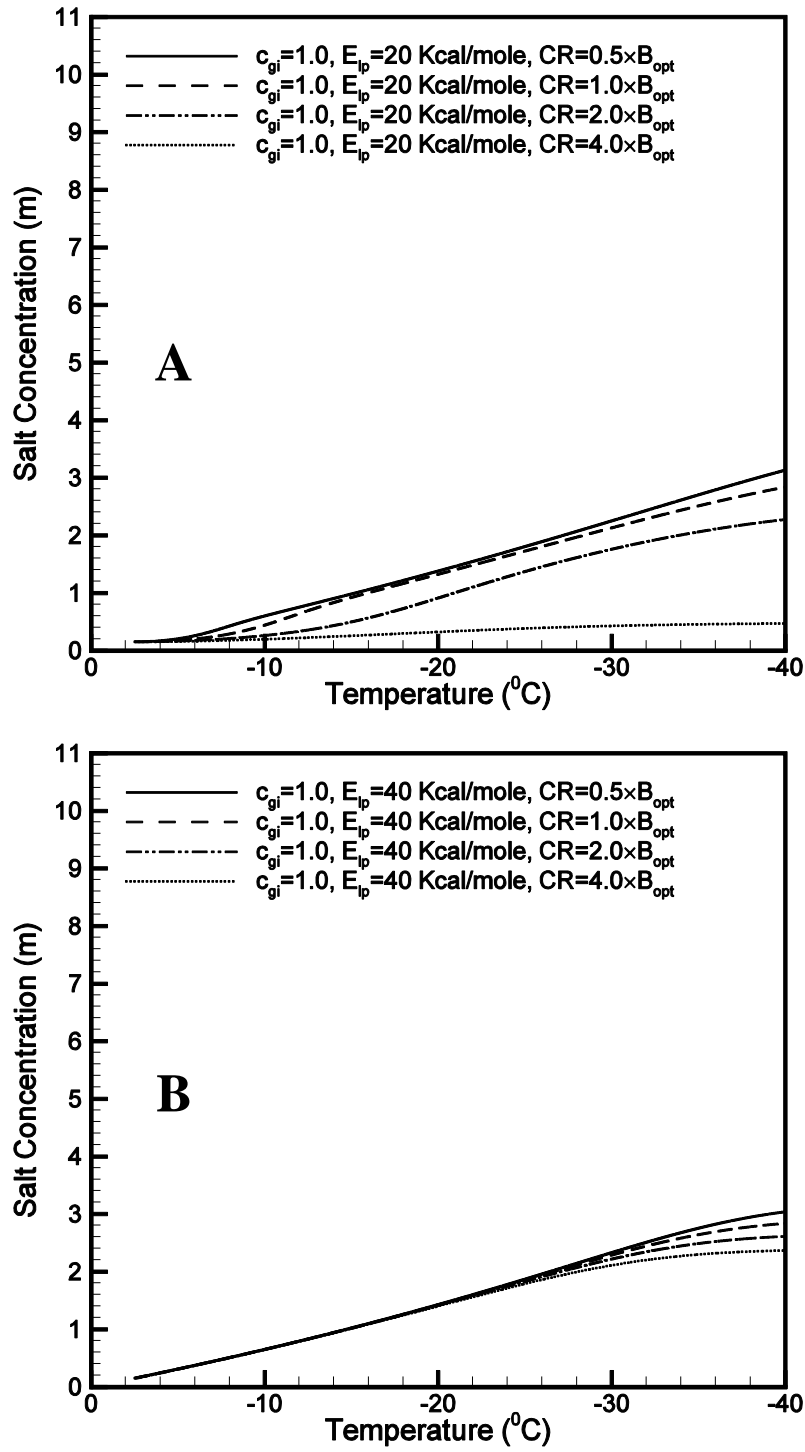 11
10
9
8
7
6
5
4
3
2
1
0
Salt Concentration (m)
c_gi=1.0, E_lp=20 Kcal/mole, CR=0.5×B_opt
c_gi=1.0, E_lp=20 Kcal/mole, CR=1.0×B_opt
c_gi=1.0, E_lp=20 Kcal/mole, CR=2.0×B_opt
c_gi=1.0, E_lp=20 Kcal/mole, CR=4.0×B_opt
A
0 -10 -20 -30 -40
Temperature (⁰C)
11
10
9
8
7
6
5
4
3
2
1
0
Salt Concentration (m)
c_gi=1.0, E_lp=40 Kcal/mole, CR=0.5×B_opt
c_gi=1.0, E_lp=40 Kcal/mole, CR=1.0×B_opt
c_gi=1.0, E_lp=40 Kcal/mole, CR=2.0×B_opt
c_gi=1.0, E_lp=40 Kcal/mole, CR=4.0×B_opt
B
0 -10 -20 -30 -40
Temperature (⁰C)